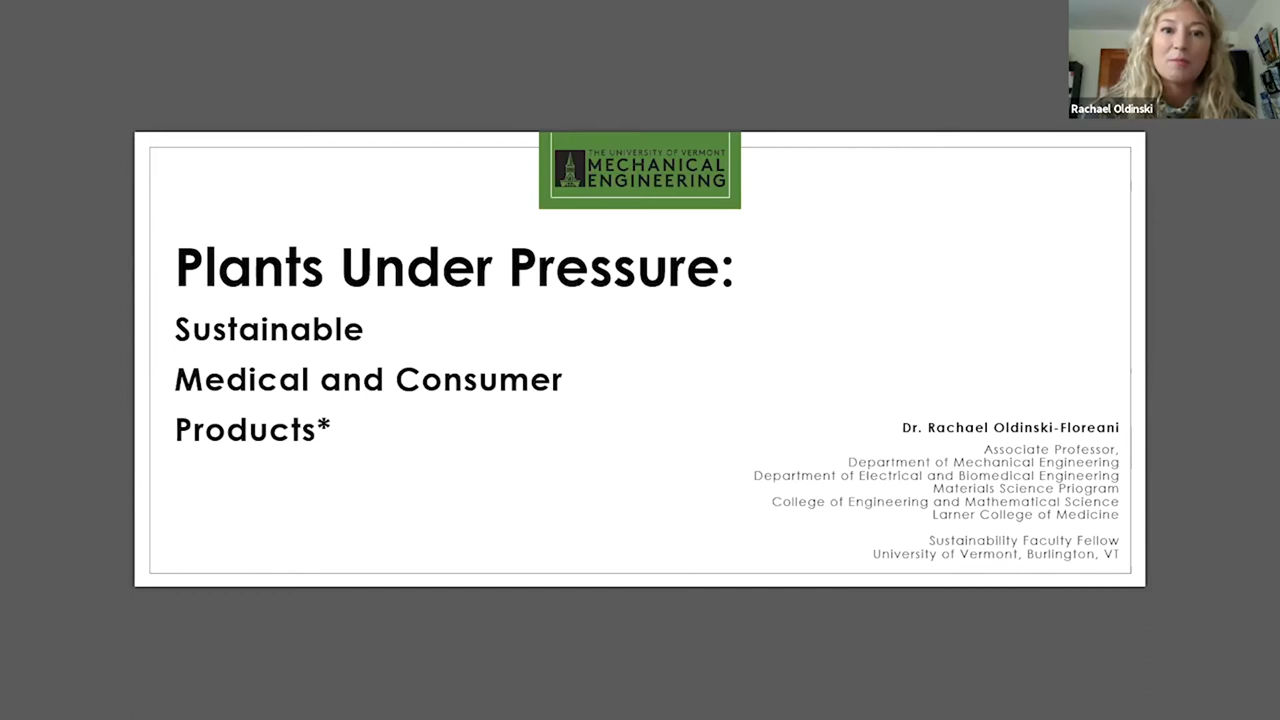 Rachael Oldinski
THE UNIVERSITY OF VERMONT
MECHANICAL
ENGINEERING
Plants Under Pressure:
Sustainable
Medical and Consumer
Products*
Dr. Rachael Oldinski-Floreani
Associate Professor,
Department of Mechanical Engineering
Department of Electrical and Biomedical Engineering
Materials Science Priogram
College of Engineering and Mathematical Science
Larner College of Medicine
Sustainability Faculty Fellow
University of Vermont, Burlington, VT